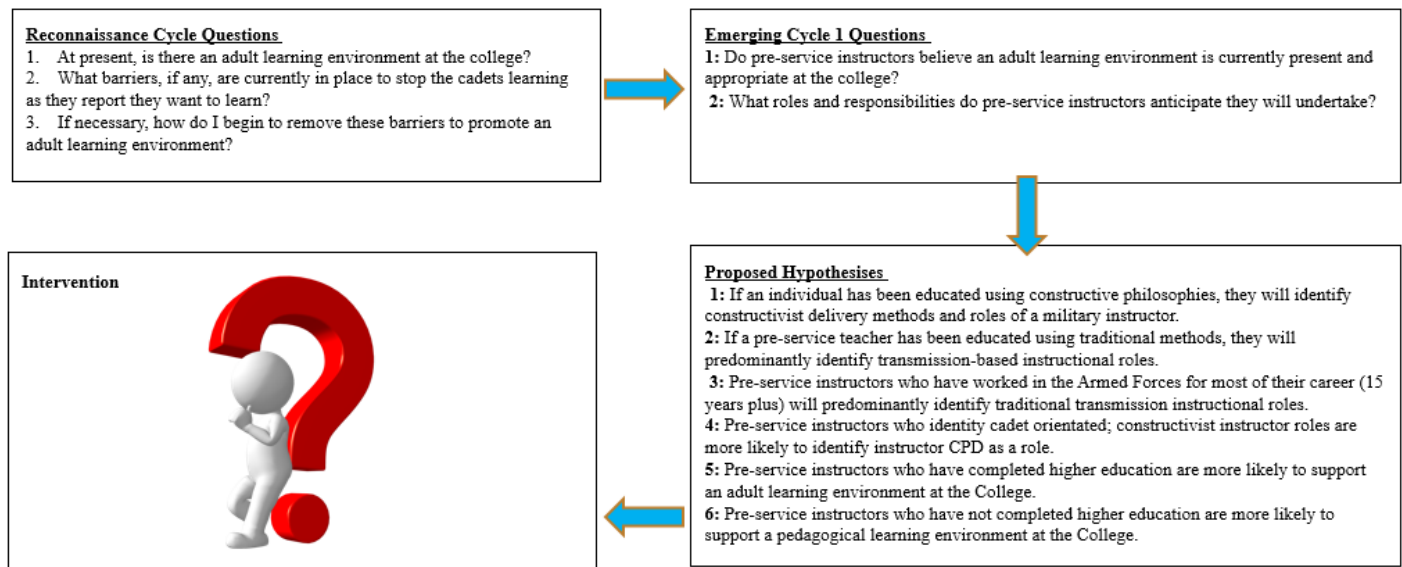 Reconnaissance Cycle Questions
1. At present, is there an adult learning environment at the college?
2. What barriers, if any, are currently in place to stop the cadets learning
as they report they want to learn?
3. If necessary, how do I begin to remove these barriers to promote an
adult learning environment?
Emerging Cycle 1 Questions
1: Do pre-service instructors believe an adult learning environment is currently present and
appropriate at the college?
2: What roles and responsibilities do pre-service instructors anticipate they will undertake?
Proposed Hypothesises
1: If an individual has been educated using constructive philosophies, they will identify
constructivist delivery methods and roles of a military instructor.
2: If a pre-service teacher has been educated using traditional methods, they will
predominantly identify transmission-based instructional roles.
3: Pre-service instructors who have worked in the Armed Forces for most of their career (15
years plus) will predominantly identify traditional transmission instructional roles.
4: Pre-service instructors who identity cadet orientated; constructivist instructor roles are
more likely to identify instructor CPD as a role.
5: Pre-service instructors who have completed higher education are more likely to support
an adult learning environment at the College.
6: Pre-service instructors who have not completed higher education are more likely to
support a pedagogical learning environment at the College.
Intervention